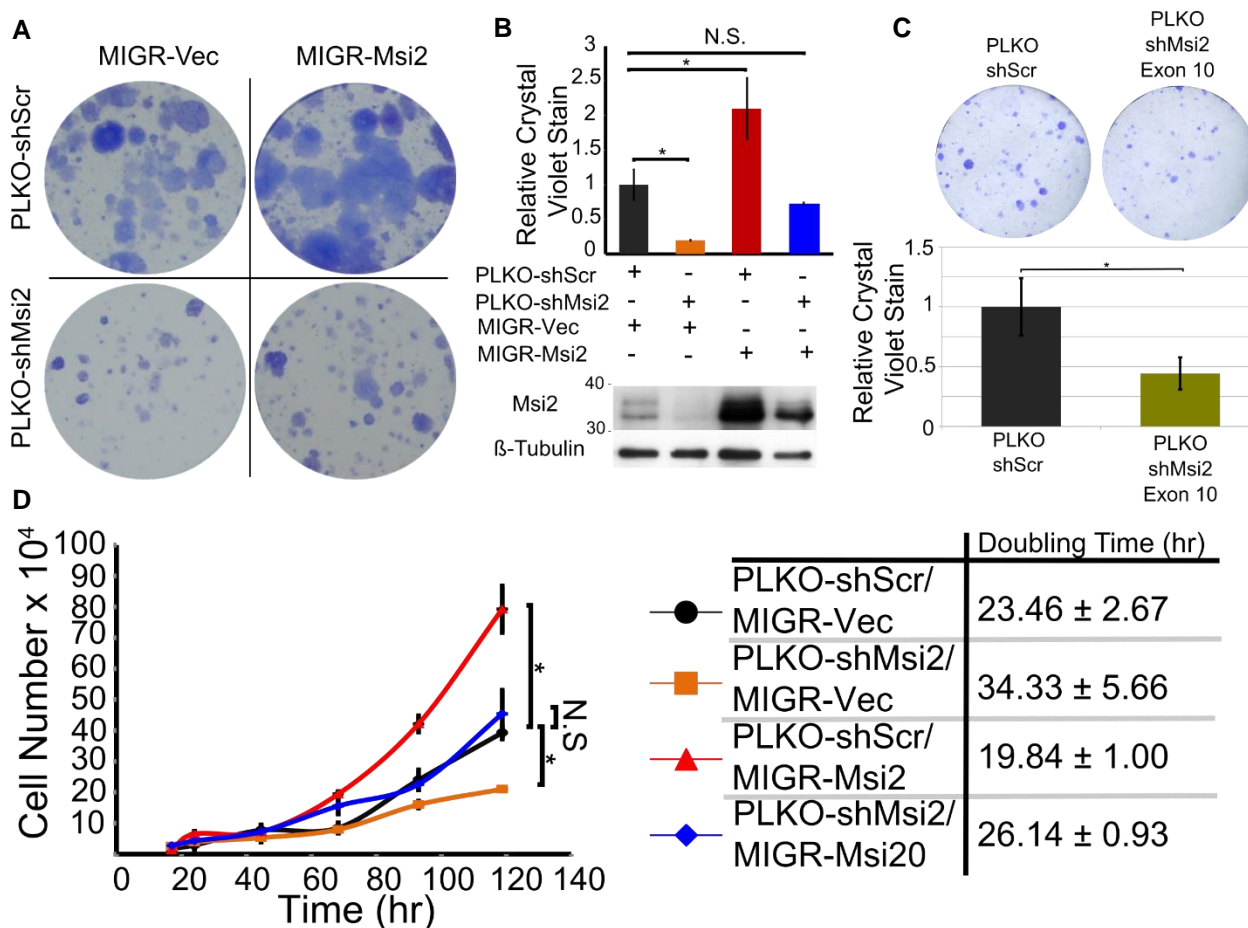 A
MIGR-Vec
MIGR-Msi2
PLKO-shScr
PLKO-shMsi2
B
Relative Crystal
Violet Stain
3
2.5
2
1.5
1
0.5
0
N.S.
*
*
PLKO-shScr + - + -
PLKO-shMsi2 - + - +
MIGR-Vec + + - -
MIGR-Msi2 - - + +
40
Msi2
30
ß-Tubulin
C
PLKO
shScr
PLKO
shMsi2
Exon 10
Relative Crystal
Violet Stain
1.5
1
0.5
0
*
PLKO
shScr
PLKO
shMsi2
Exon 10
D
Cell Number x 10⁴
100
90
80
70
60
50
40
30
20
10
0 20 40 60 80 100 120 140
Time (hr)
*
N.S
*
Doubling Time (hr)
PLKO-shScr/
MIGR-Vec
23.46 ± 2.67
PLKO-shMsi2/
MIGR-Vec
34.33 ± 5.66
PLKO-shScr/
MIGR-Msi2
19.84 ± 1.00
PLKO-shMsi2/
MIGR-Msi20
26.14 ± 0.93